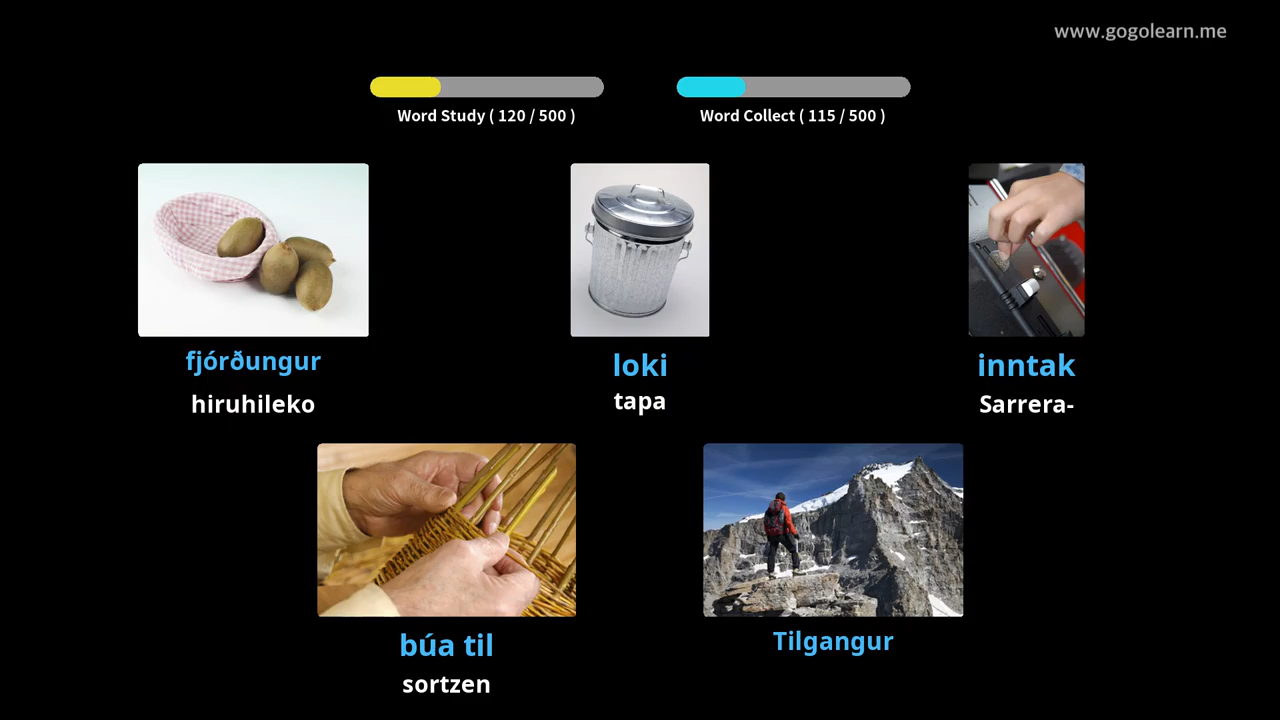 www.gogolearn.me
Word Study ( 120 / 500 )
Word Collect ( 115 / 500 )
fjórðungur
hiruhileko
loki
tapa
inntak
Sarrera-
búa til
sortzen
Tilgangur